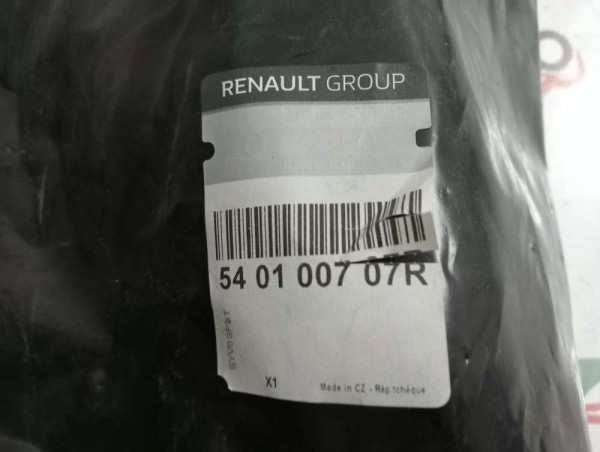 RENAULT GROUP
54 01 007 07R
X1
Made in CZ - Rép.tchèque